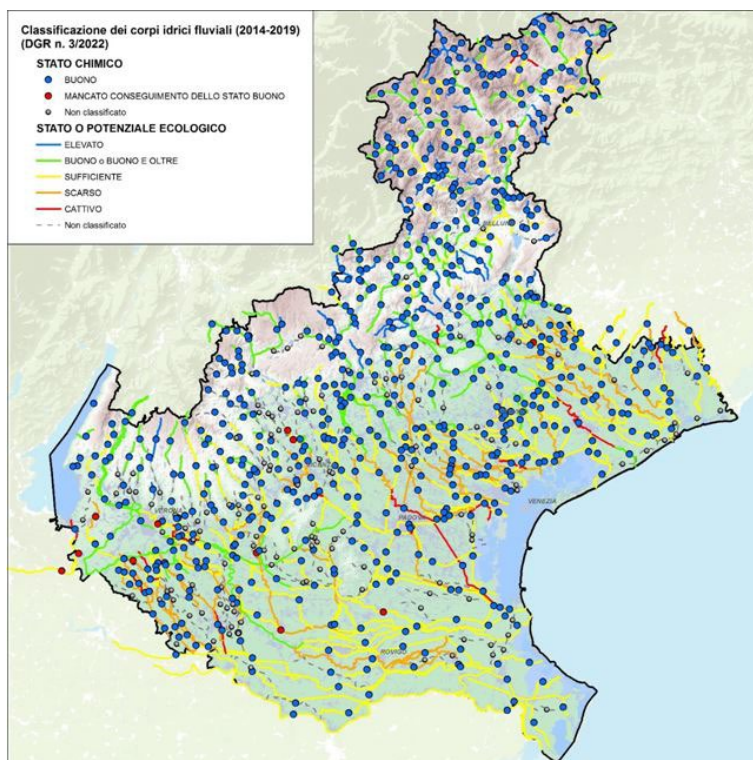 Classificazione dei corpi idrici fluviali (2014-2019)
(DGR n. 3/2022)
STATO CHIMICO
BUONO
MANCATO CONSEGUIMENTO DELLO STATO BUONO
Non classificato
STATO O POTENZIALE ECOLOGICO
ELEVATO
BUONO o BUONO E OLTRE
SUFFICIENTE
SCARSO
CATTIVO
Non classificato
BELLUNO
VERONA
VENEZIA
ROVIGO